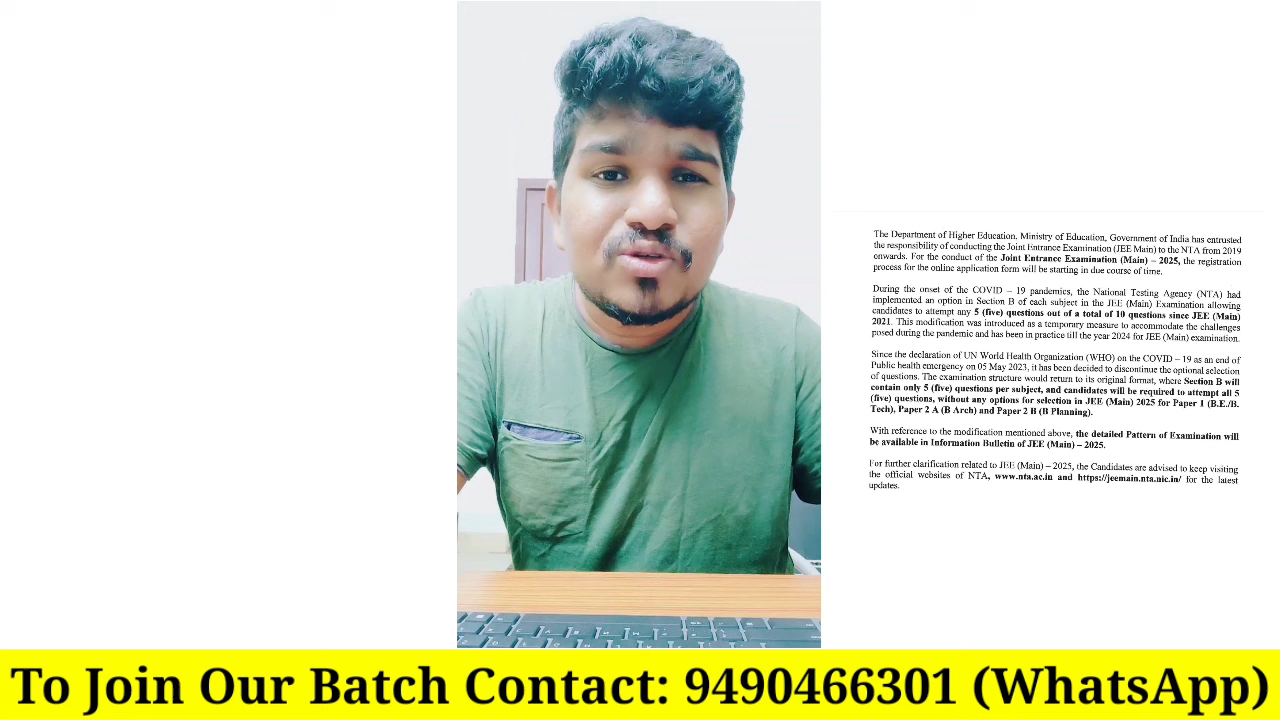 The Department of Higher Education, Ministry of Education, Government of India has entrusted
the responsibility of conducting the Joint Entrance Examination (JEE Main) to the NTA from 2019
onwards. For the conduct of the Joint Entrance Examination (Main) – 2025, the registration
process for the online application form will be starting in due course of time.
During the onset of the COVID – 19 pandemics, the National Testing Agency (NTA) had
implemented an option in Section B of each subject in the JEE (Main) Examination allowing
candidates to attempt any 5 (five) questions out of a total of 10 questions since JEE (Main)
2021. This modification was introduced as a temporary measure to accommodate the challenges
posed during the pandemic and has been in practice till the year 2024 for JEE (Main) examination.
Since the declaration of UN World Health Organization (WHO) on the COVID – 19 as an end of
Public health emergency on 05 May 2023, it has been decided to discontinue the optional selection
of questions. The examination structure would return to its original format, where Section B will
contain only 5 (five) questions per subject, and candidates will be required to attempt all 5
(five) questions, without any options for selection in JEE (Main) 2025 for Paper 1 (B.E./B.
Tech), Paper 2 A (B Arch) and Paper 2 B (B Planning).
With reference to the modification mentioned above, the detailed Pattern of Examination will
be available in Information Bulletin of JEE (Main) – 2025.
For further clarification related to JEE (Main) – 2025, the Candidates are advised to keep visiting
the official websites of NTA, www.nta.ac.in and https://jeemain.nta.nic.in/ for the latest
updates.
To Join Our Batch Contact: 9490466301 (WhatsApp)